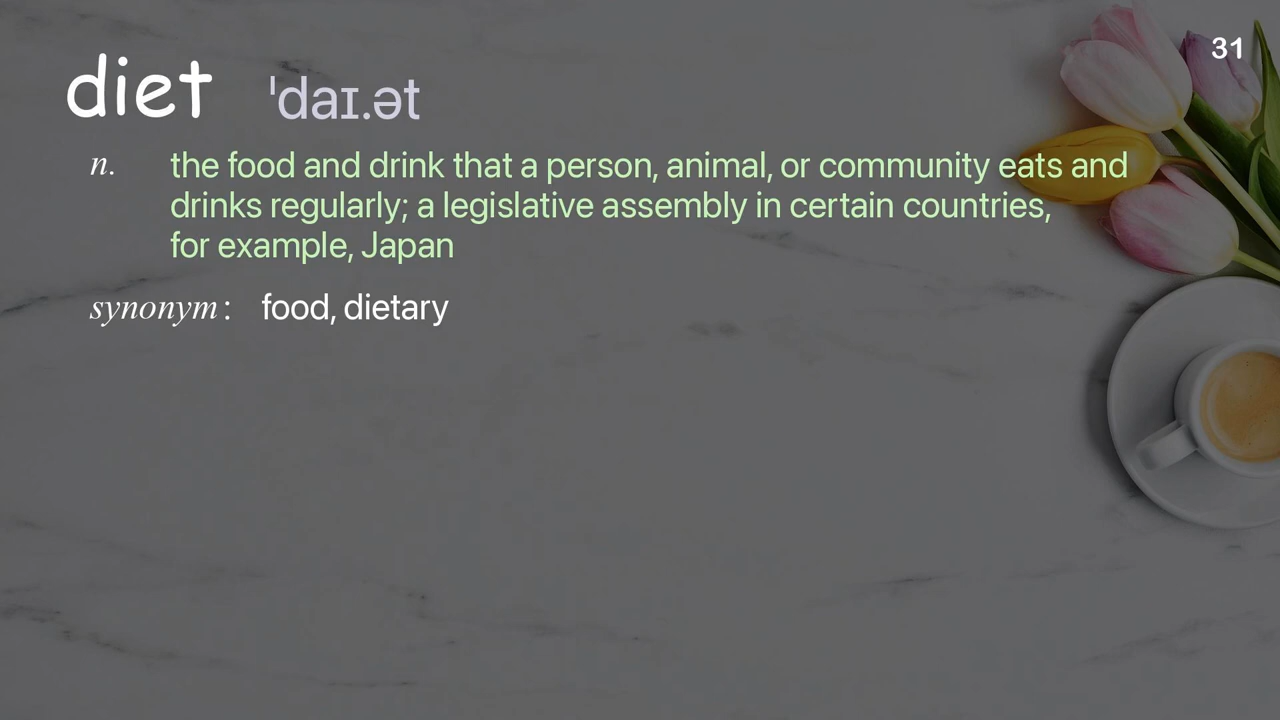 31
diet ˈdaɪ.ət
n. the food and drink that a person, animal, or community eats and
drinks regularly; a legislative assembly in certain countries,
for example, Japan
synonym: food, dietary